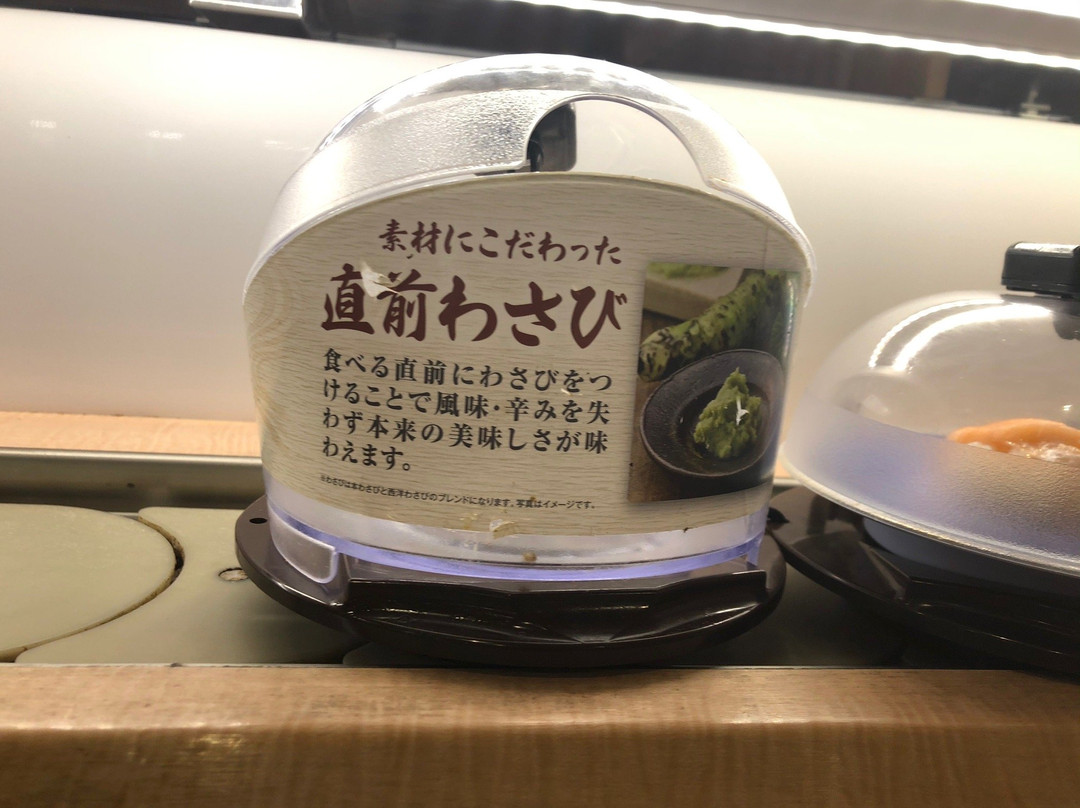 素材にこだわった
直前わさび
食べる直前にわさびをつ
けることで風味・辛みを失
わず本来の美味しさが味
わえます。
※わさびは本わさびと西洋わさびのブレンドになります。写真はイメージです。